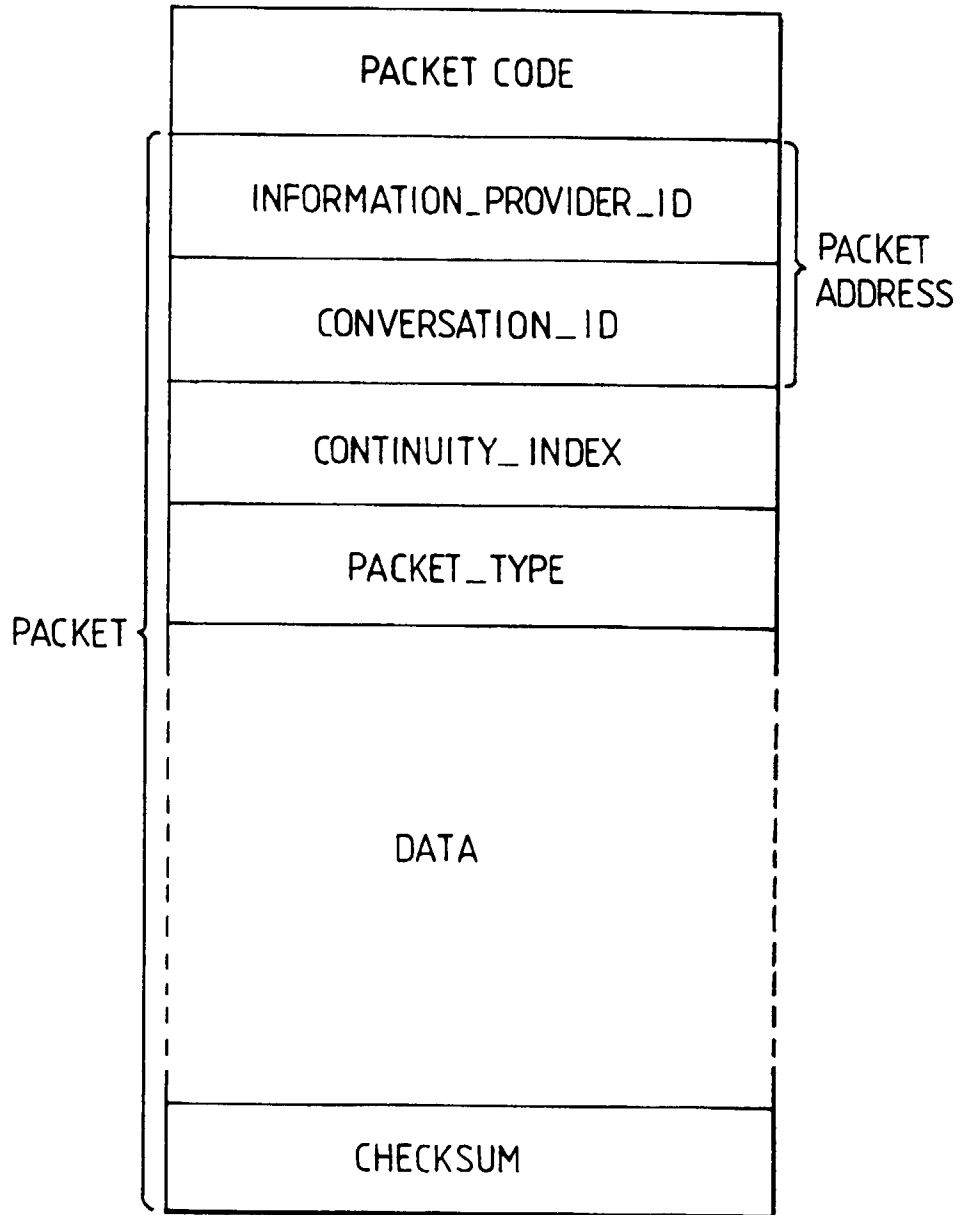 PACKET CODE
INFORMATION_PROVIDER_ID
PACKET
ADDRESS
CONVERSATION_ID
CONTINUITY_INDEX
PACKET_TYPE
PACKET
DATA
CHECKSUM